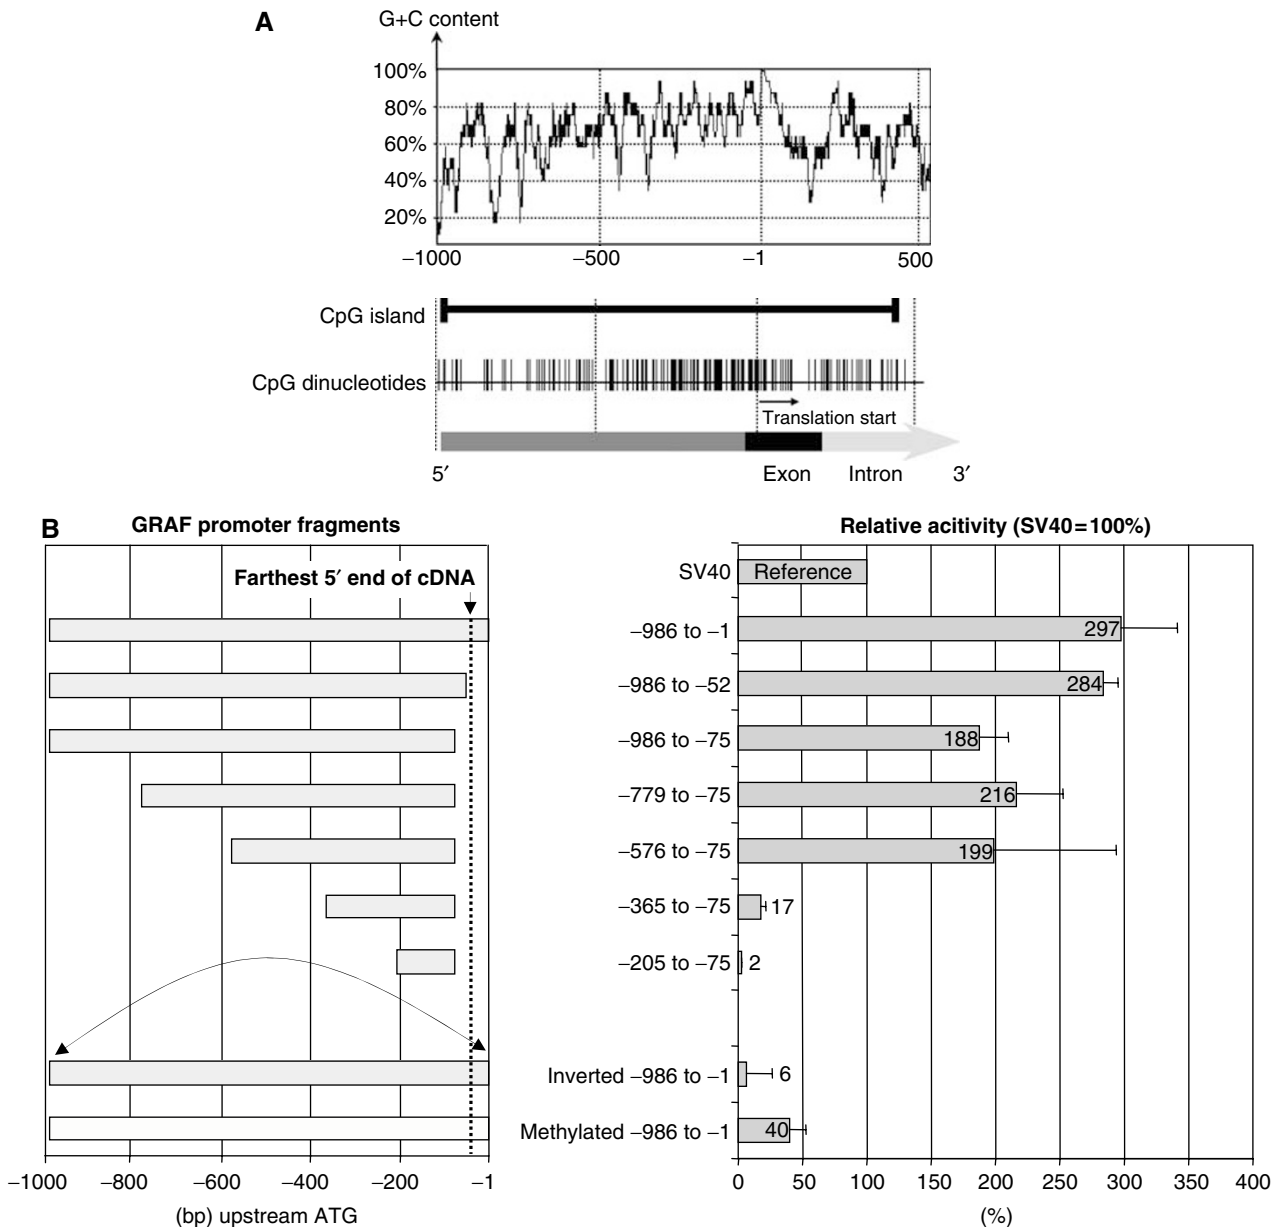 A
G+C content
100%
80%
60%
40%
20%
−1000 −500 −1 500
CpG island
CpG dinucleotides
Translation start
5′ Exon Intron 3′
B
GRAF promoter fragments
Farthest 5′ end of cDNA
−1000 −800 −600 −400 −200 −1
(bp) upstream ATG
Relative acitivity (SV40=100%)
SV40 Reference
−986 to −1 297
−986 to −52 284
−986 to −75 188
−779 to −75 216
−576 to −75 199
−365 to −75 17
−205 to −75 2
Inverted −986 to −1 6
Methylated −986 to −1 40
0 50 100 150 200 250 300 350 400
(%)